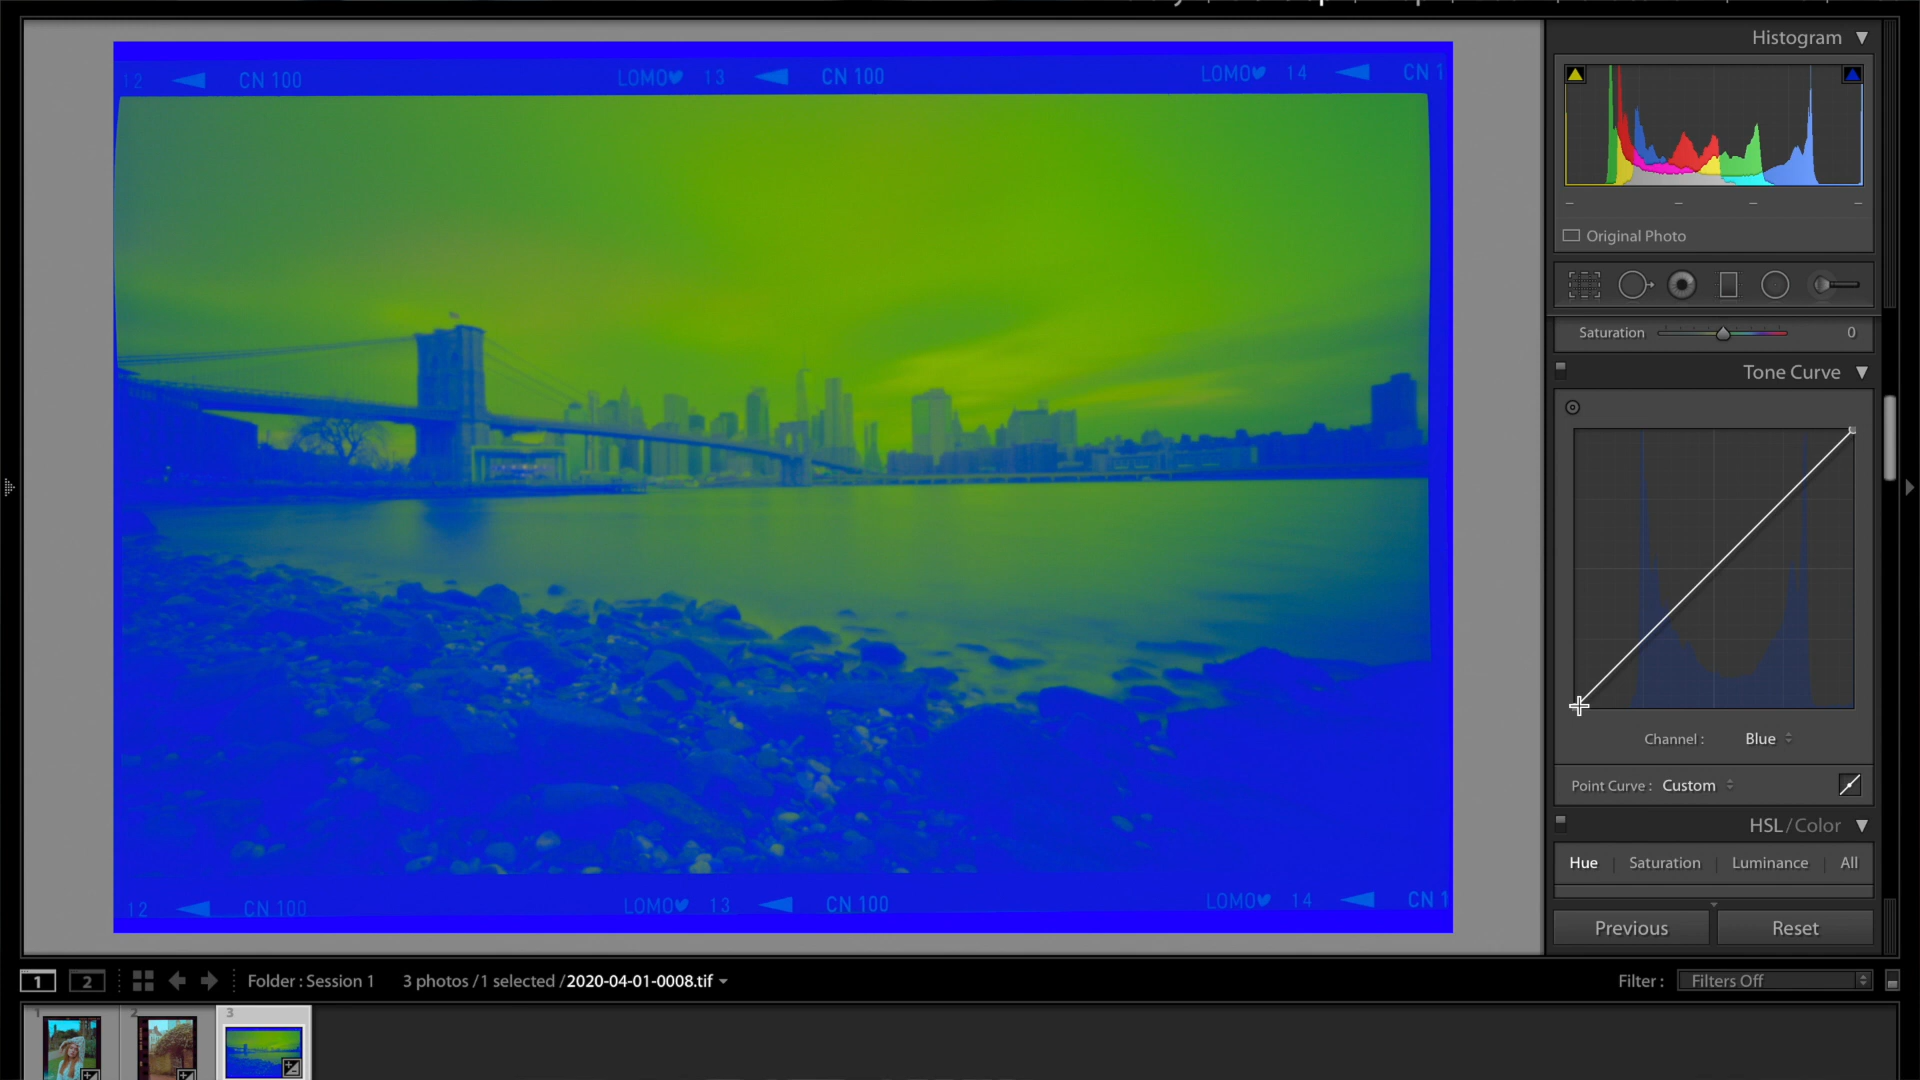 Histogram
12 CN 100 LOMO 13 CN 100 LOMO 14 CN 1
Original Photo
Saturation 0
Tone Curve
Channel : Blue
Point Curve : Custom
HSL / Color
Hue Saturation Luminance All
12 CN 100 LOMO 13 CN 100 LOMO 14 CN 1
Previous Reset
1 2 Folder : Session 1 3 photos / 1 selected / 2020-04-01-0008.tif Filter : Filters Off
1 2 3